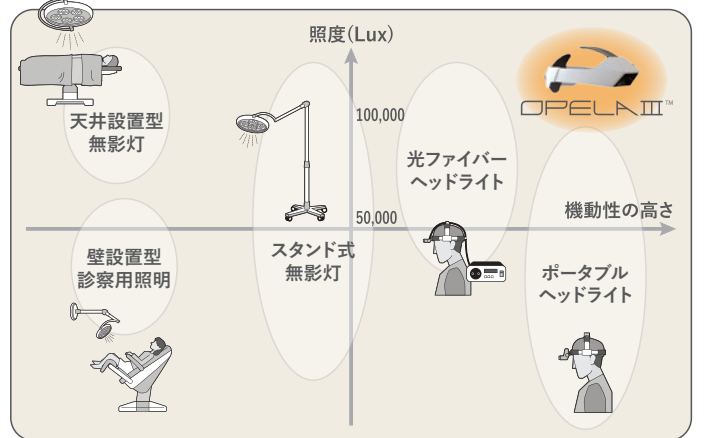 照度(Lux)
OPELAIII™
100,000
天井設置型
無影灯
光ファイバー
ヘッドライト
機動性の高さ
50,000
壁設置型
診察用照明
スタンド式
無影灯
ポータブル
ヘッドライト